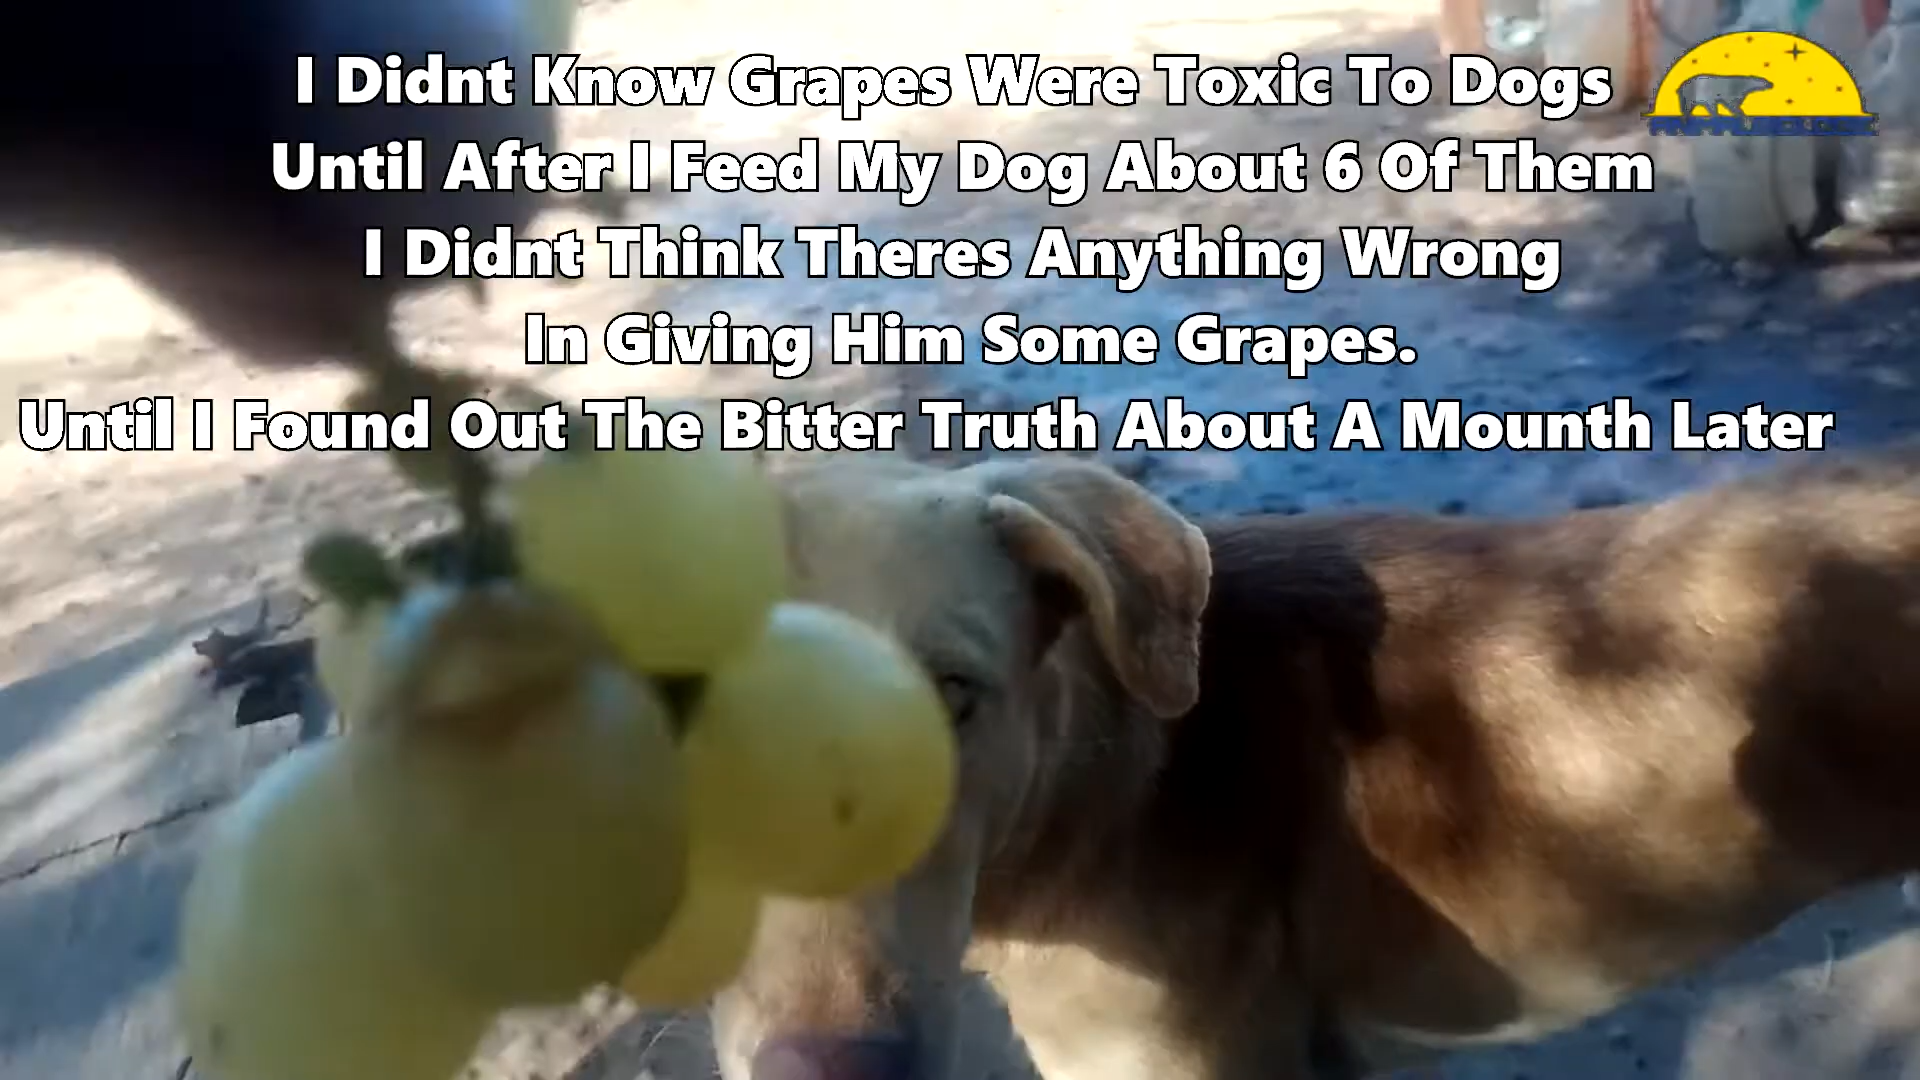 I Didnt Know Grapes Were Toxic To Dogs
Until After I Feed My Dog About 6 Of Them
I Didnt Think Theres Anything Wrong
In Giving Him Some Grapes.
Until I Found Out The Bitter Truth About A Mounth Later